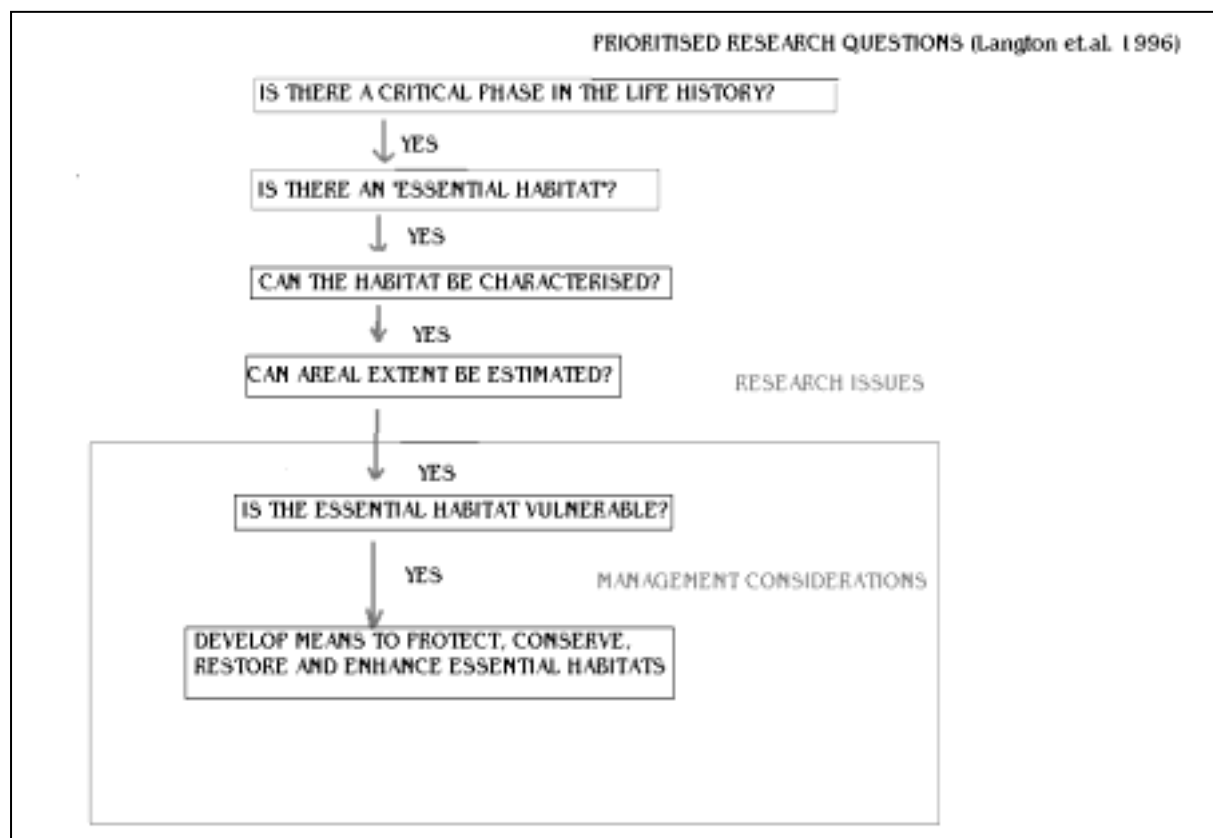 PRIORITISED RESEARCH QUESTIONS (Langton et.al. 1996)
IS THERE A CRITICAL PHASE IN THE LIFE HISTORY?
YES
IS THERE AN 'ESSENTIAL HABITAT'?
YES
CAN THE HABITAT BE CHARACTERISED?
YES
CAN AREAL EXTENT BE ESTIMATED?
RESEARCH ISSUES
YES
IS THE ESSENTIAL HABITAT VULNERABLE?
YES
MANAGEMENT CONSIDERATIONS
DEVELOP MEANS TO PROTECT, CONSERVE,
RESTORE AND ENHANCE ESSENTIAL HABITATS